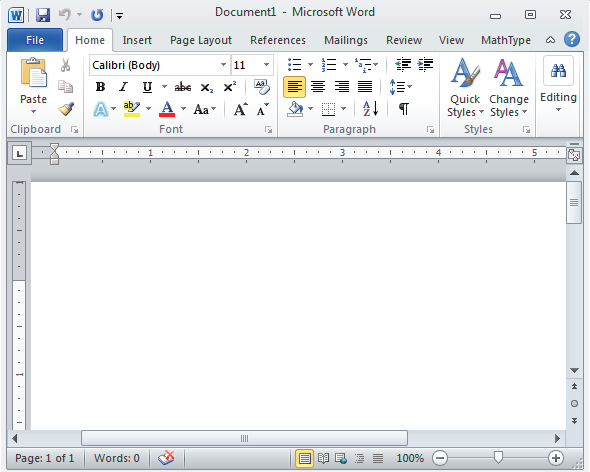 Document1 - Microsoft Word
File Home Insert Page Layout References Mailings Review View MathType
Calibri (Body) 11
Paste
B I U abc x₂ x²
A ab A Aa A A
Quick Styles
Change Styles
Editing
Clipboard Font Paragraph Styles
L 1 2 3 4 5
1
Page: 1 of 1 Words: 0 100%